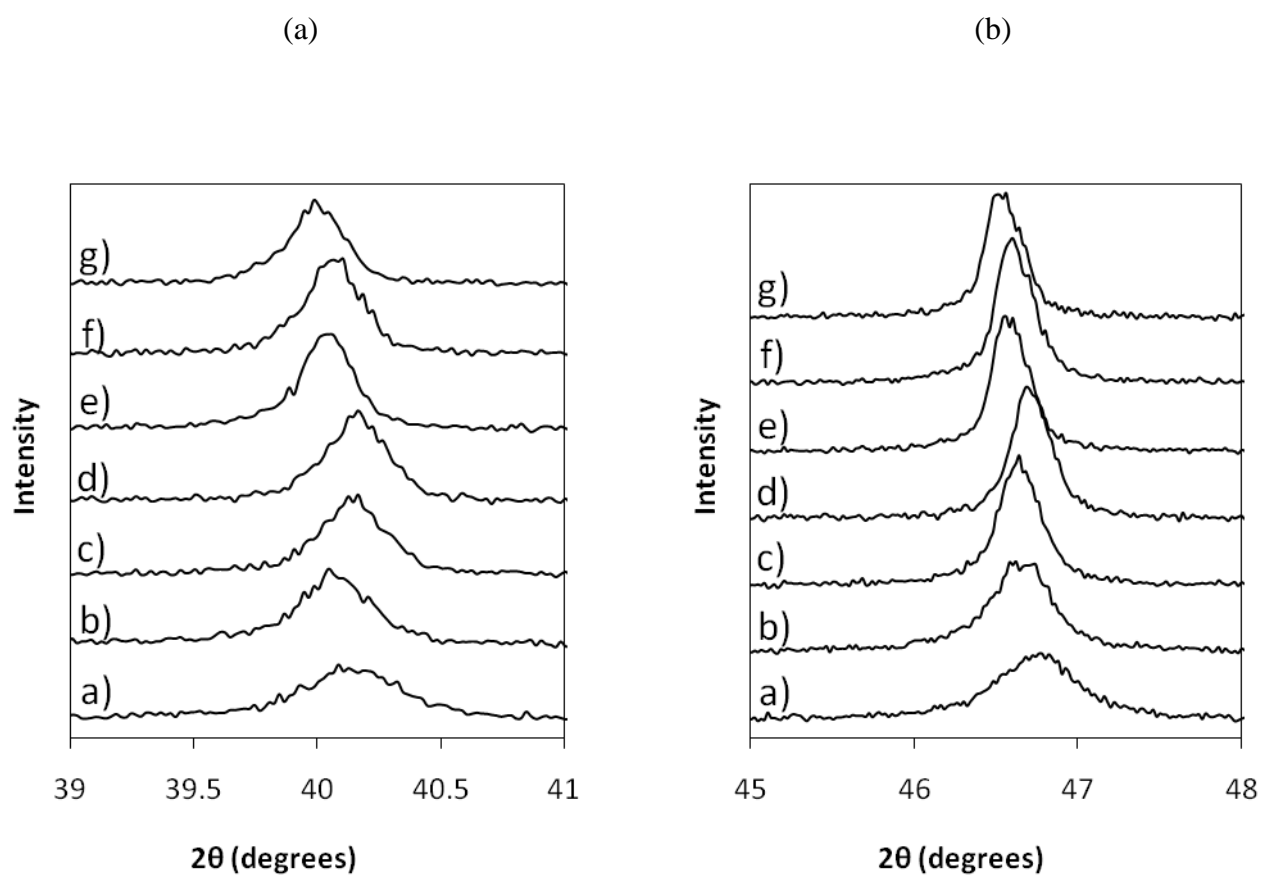 (a)
g)
f)
e)
d)
c)
b)
a)
Intensity
39 39.5 40 40.5 41
2θ (degrees)
(b)
g)
f)
e)
d)
c)
b)
a)
Intensity
45 46 47 48
2θ (degrees)